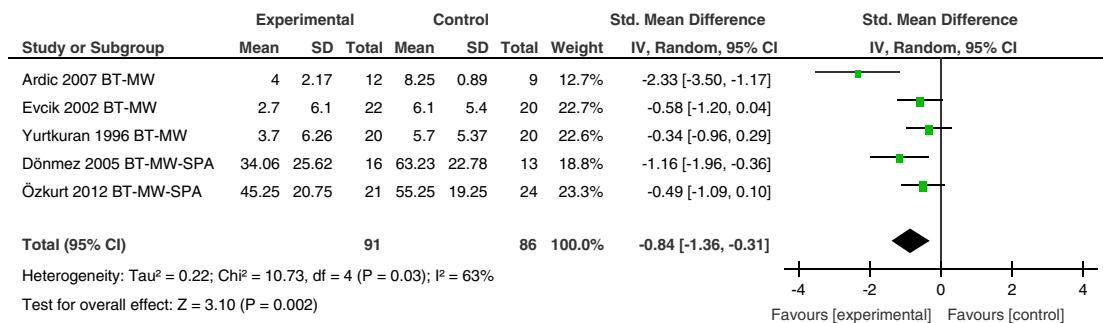 Experimental Control Std. Mean Difference Std. Mean Difference
Study or Subgroup Mean SD Total Mean SD Total Weight IV, Random, 95% CI IV, Random, 95% CI
Ardic 2007 BT-MW 4 2.17 12 8.25 0.89 9 12.7% -2.33 [-3.50, -1.17]
Evcik 2002 BT-MW 2.7 6.1 22 6.1 5.4 20 22.7% -0.58 [-1.20, 0.04]
Yurtkuran 1996 BT-MW 3.7 6.26 20 5.7 5.37 20 22.6% -0.34 [-0.96, 0.29]
Dönmez 2005 BT-MW-SPA 34.06 25.62 16 63.23 22.78 13 18.8% -1.16 [-1.96, -0.36]
Özkurt 2012 BT-MW-SPA 45.25 20.75 21 55.25 19.25 24 23.3% -0.49 [-1.09, 0.10]
Total (95% CI) 91 86 100.0% -0.84 [-1.36, -0.31]
Heterogeneity: Tau² = 0.22; Chi² = 10.73, df = 4 (P = 0.03); I² = 63%
Test for overall effect: Z = 3.10 (P = 0.002)
-4 -2 0 2 4
Favours [experimental] Favours [control]